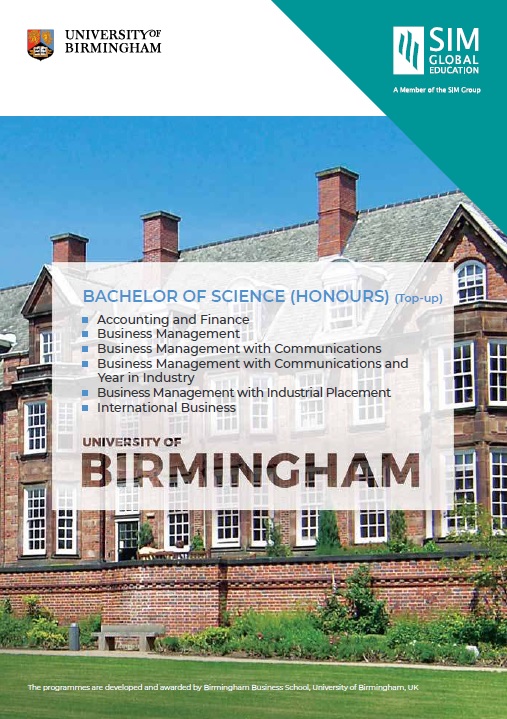 UNIVERSITY OF
BIRMINGHAM
SIM
GLOBAL
EDUCATION
A Member of the SIM Group
BACHELOR OF SCIENCE (HONOURS) (Top-up)
Accounting and Finance
Business Management
Business Management with Communications
Business Management with Communications and
Year in Industry
Business Management with Industrial Placement
International Business
UNIVERSITY OF
BIRMINGHAM
The programmes are developed and awarded by Birmingham Business School, University of Birmingham, UK